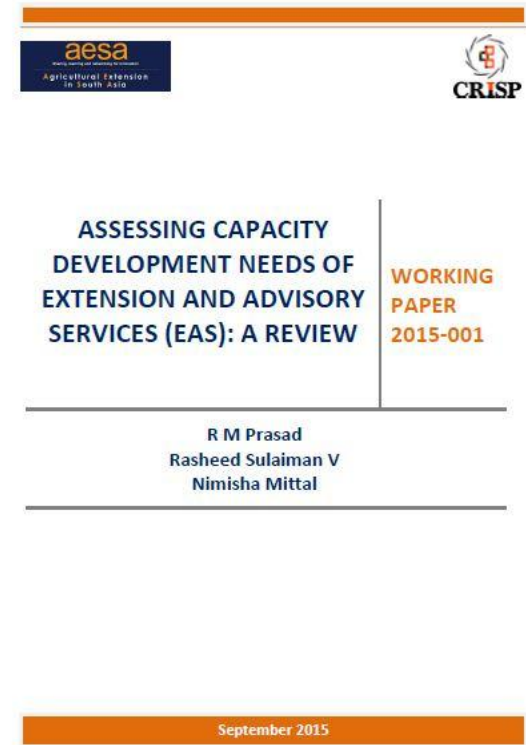 aesa
Agricultural Extension
in South Asia
CRISP
ASSESSING CAPACITY
DEVELOPMENT NEEDS OF
EXTENSION AND ADVISORY
SERVICES (EAS): A REVIEW
WORKING
PAPER
2015-001
R M Prasad
Rasheed Sulaiman V
Nimisha Mittal
September 2015